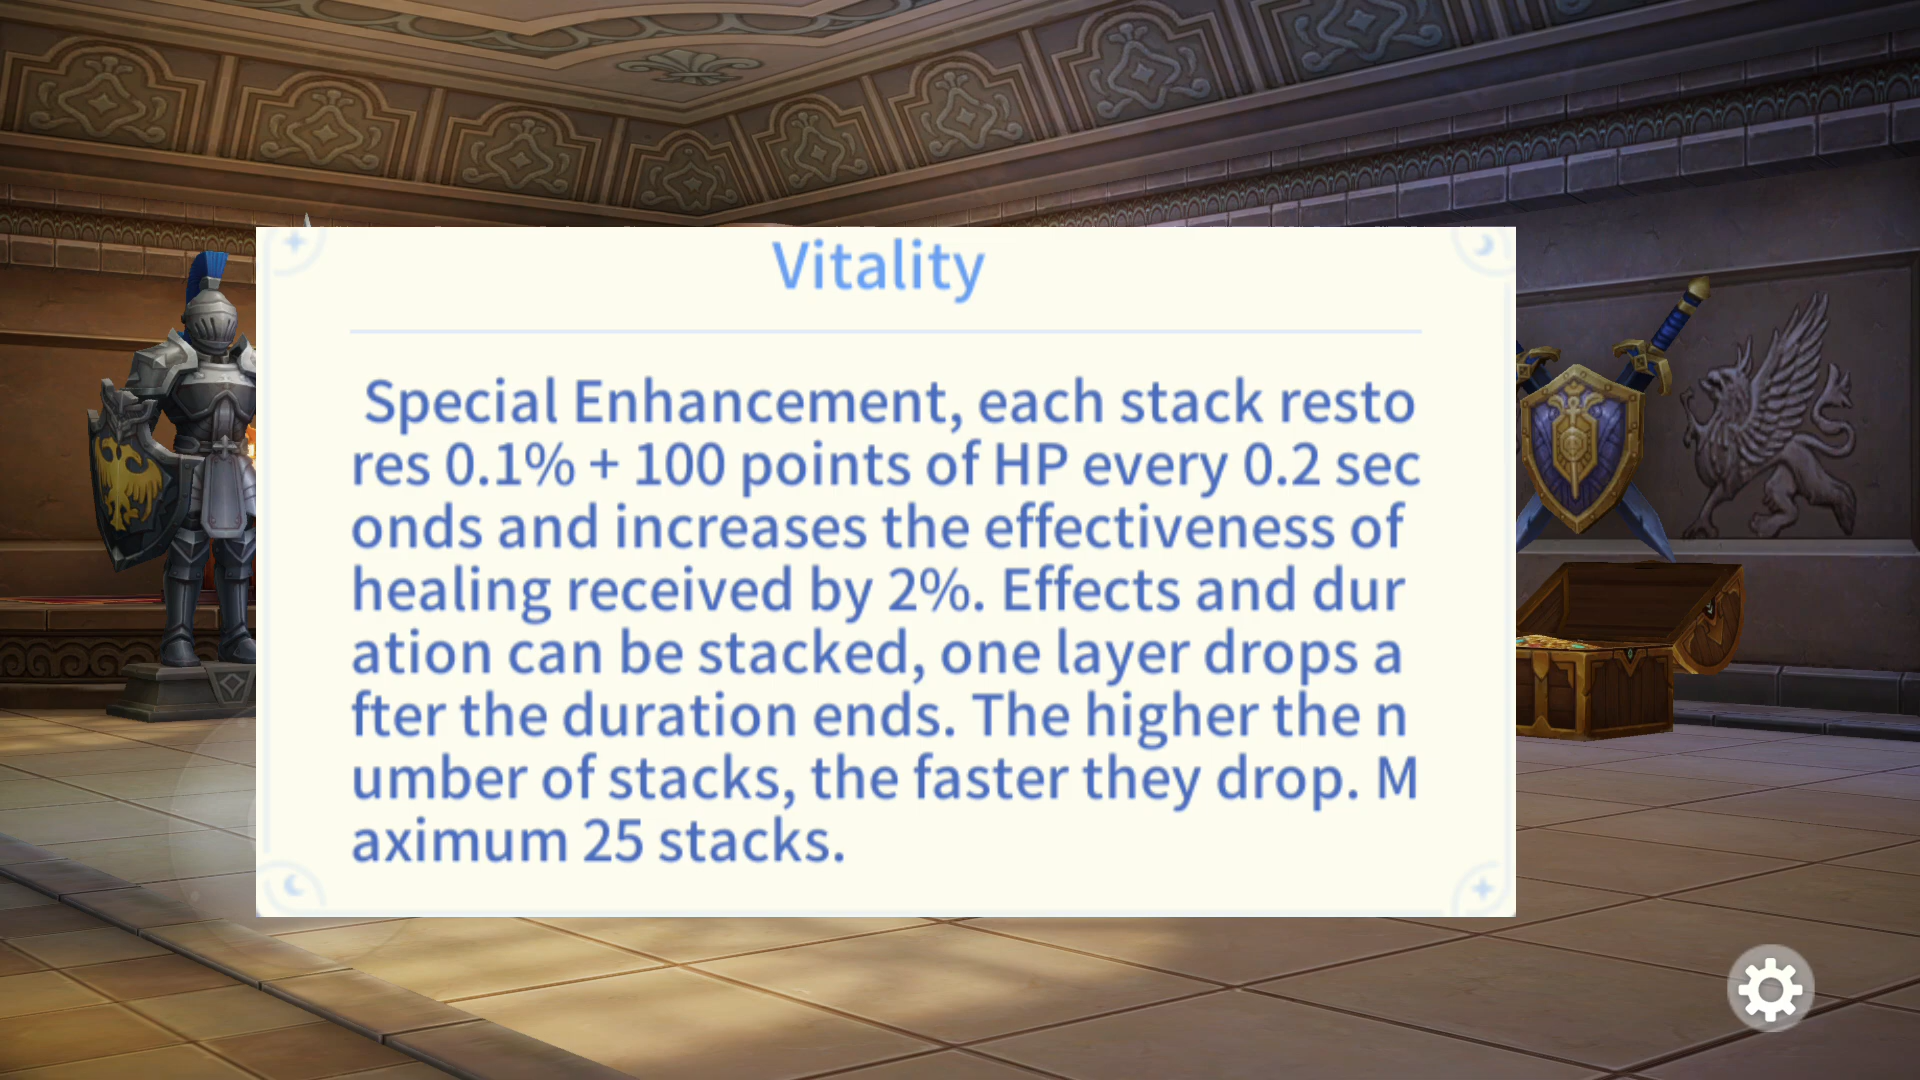 Vitality
Special Enhancement, each stack resto
res 0.1% + 100 points of HP every 0.2 sec
onds and increases the effectiveness of
healing received by 2%. Effects and dur
ation can be stacked, one layer drops a
fter the duration ends. The higher the n
umber of stacks, the faster they drop. M
aximum 25 stacks.